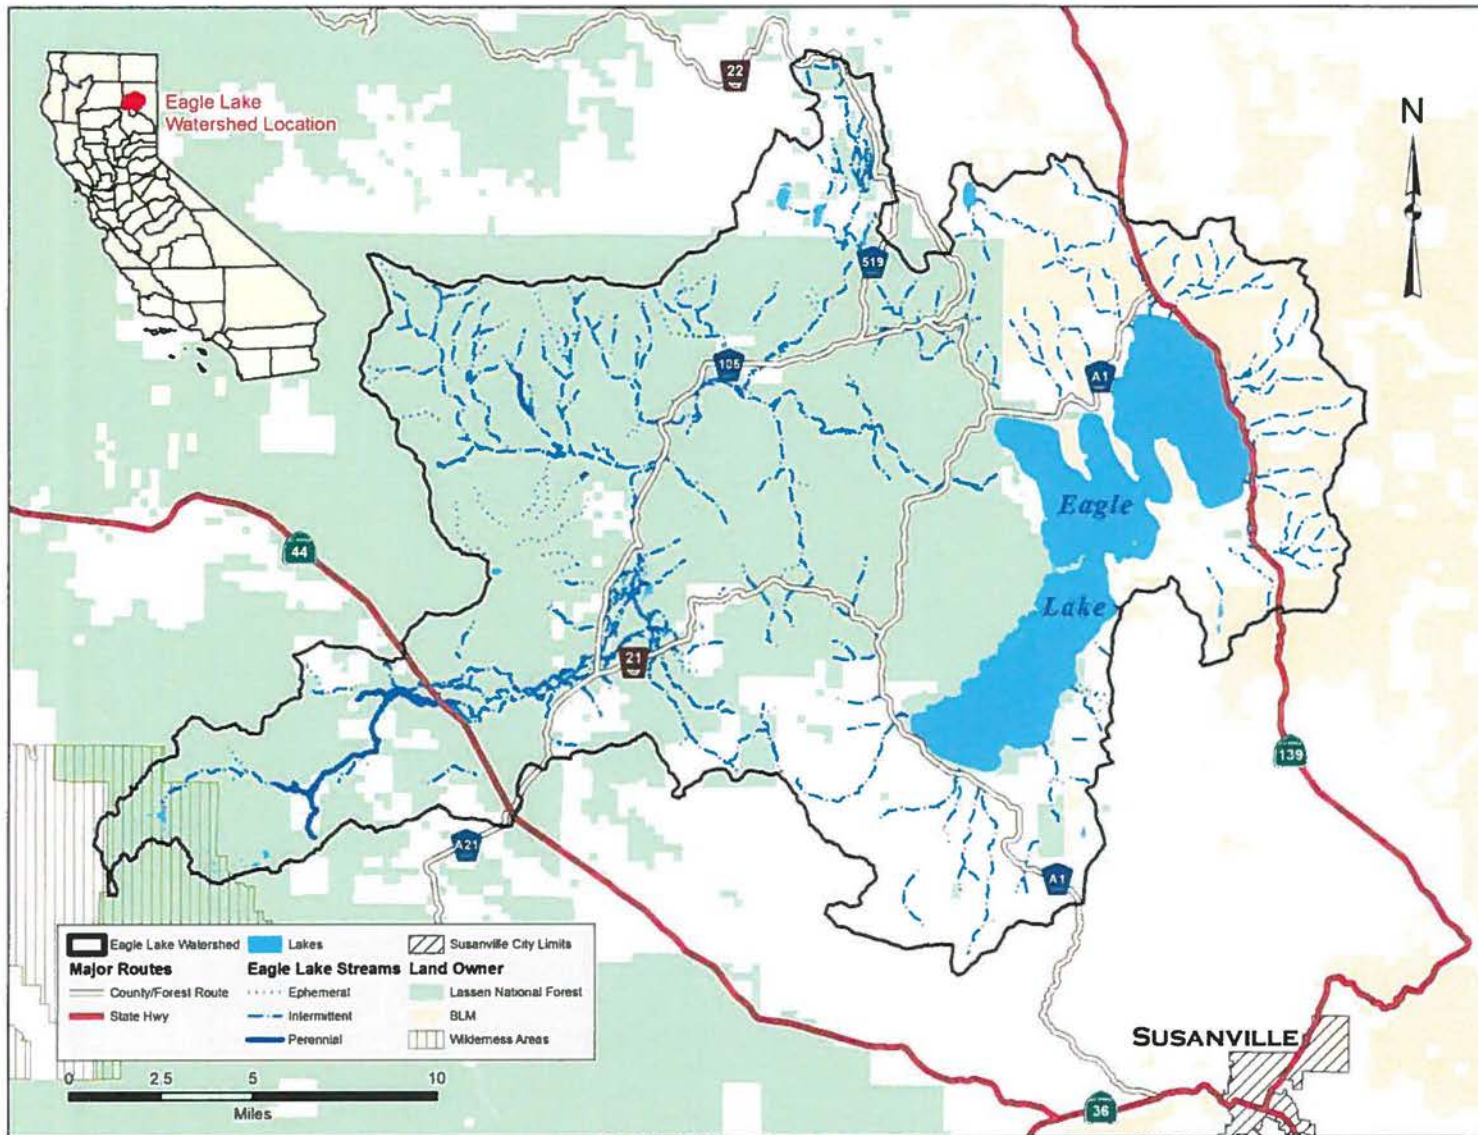 22
Eagle Lake
Watershed Location
N
519
105
A1
Eagle
44
Lake
21
139
A21
A1
Eagle Lake Watershed
Lakes
Susanville City Limits
Major Routes
Eagle Lake Streams
Land Owner
County/Forest Route
Ephemeral
Lassen National Forest
State Hwy
Intermittent
BLM
Perennial
Wilderness Areas
SUSANVILLE
0 2.5 5 10
Miles
36